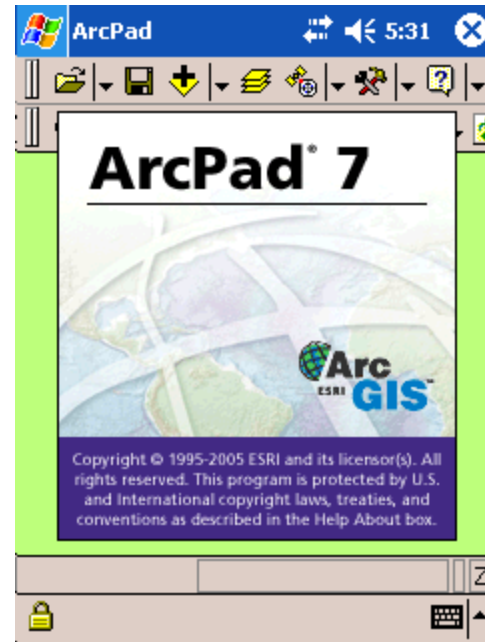 ArcPad
5:31
ArcPad® 7
Arc
ESRI
GIS™
Copyright © 1995-2005 ESRI and its licensor(s). All
rights reserved. This program is protected by U.S.
and International copyright laws, treaties, and
conventions as described in the Help About box.